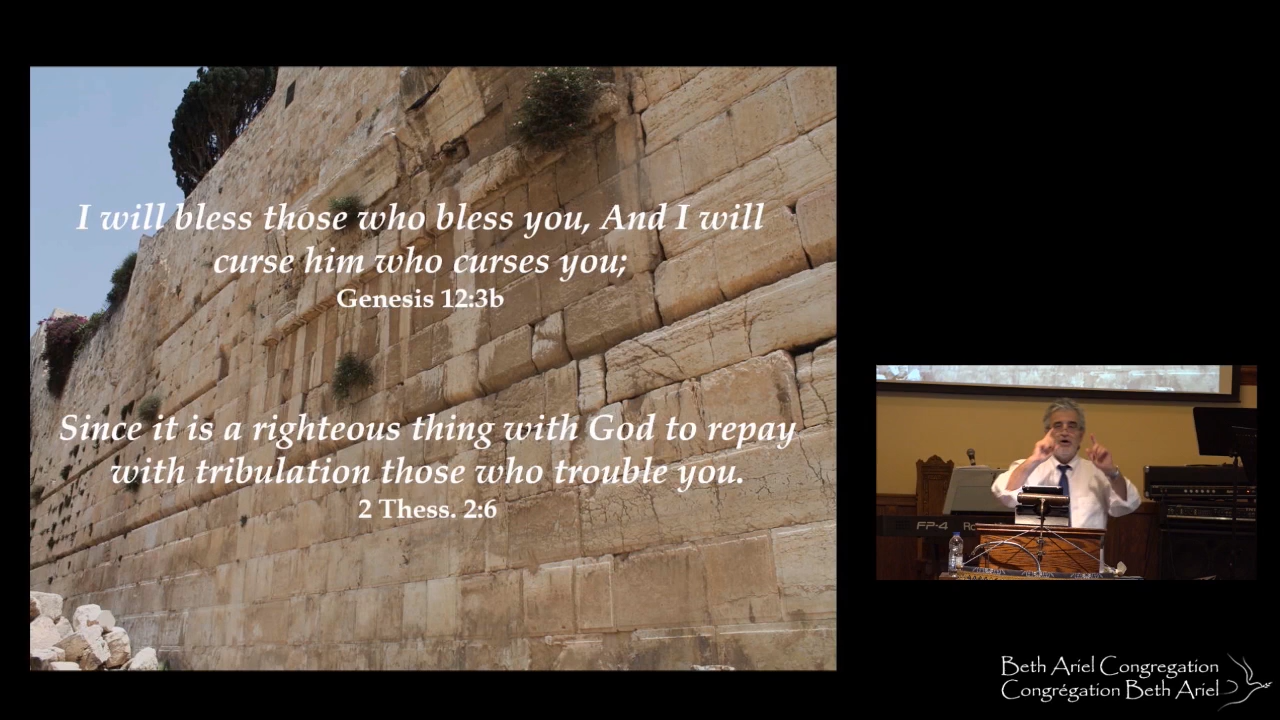 I will bless those who bless you, And I will
curse him who curses you;
Genesis 12:3b
Since it is a righteous thing with God to repay
with tribulation those who trouble you.
2 Thess. 2:6
FP-4
Beth Ariel Congregation
Congrégation Beth Ariel